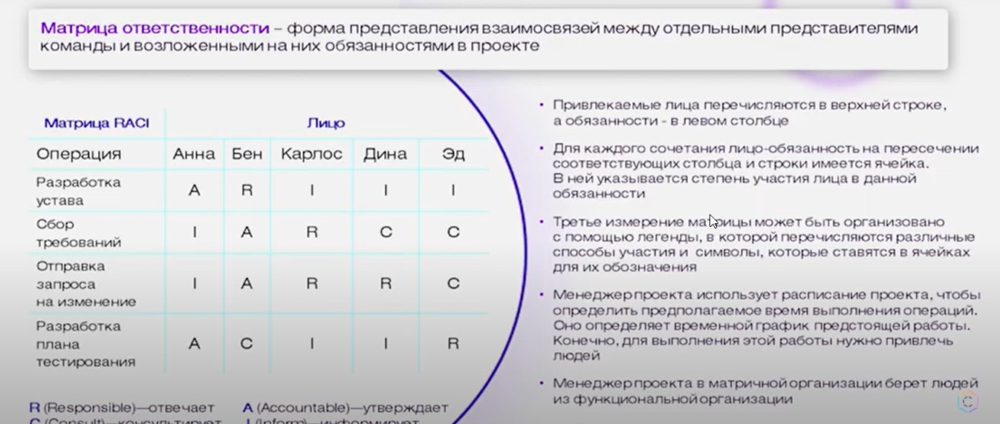 Матрица ответственности – форма представления взаимосвязей между отдельными представителями
команды и возложенными на них обязанностями в проекте
Матрица RACI Лицо
Операция Анна Бен Карлос Дина Эд
Разработка
устава A R I I I
Сбор
требований I A R C C
Отправка
запроса
на изменение I A R R C
Разработка
плана
тестирования A C I I R
R (Responsible)—отвечает A (Accountable)—утверждает
C (Consult)—консультирует I (Inform)—информирует
• Привлекаемые лица перечисляются в верхней строке,
а обязанности - в левом столбце
• Для каждого сочетания лицо-обязанность на пересечении
соответствующих столбца и строки имеется ячейка.
В ней указывается степень участия лица в данной
обязанности
• Третье измерение матрицы может быть организовано
с помощью легенды, в которой перечисляются различные
способы участия и символы, которые ставятся в ячейках
для их обозначения
• Менеджер проекта использует расписание проекта, чтобы
определить предполагаемое время выполнения операций.
Оно определяет временной график предстоящей работы.
Конечно, для выполнения этой работы нужно привлечь
людей
• Менеджер проекта в матричной организации берет людей
из функциональной организации